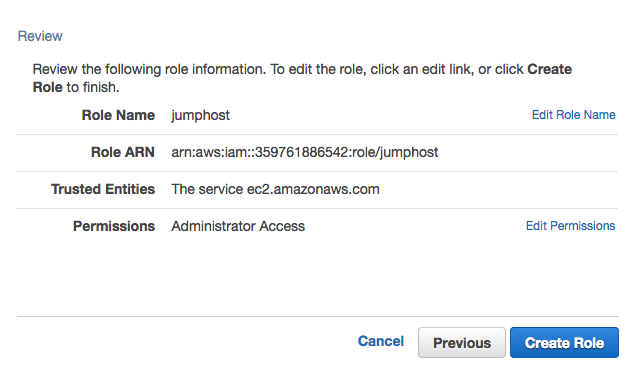 Review
Review the following role information. To edit the role, click an edit link, or click Create
Role to finish.
Role Name jumphost Edit Role Name
Role ARN arn:aws:iam::359761886542:role/jumphost
Trusted Entities The service ec2.amazonaws.com
Permissions Administrator Access Edit Permissions
Cancel Previous Create Role